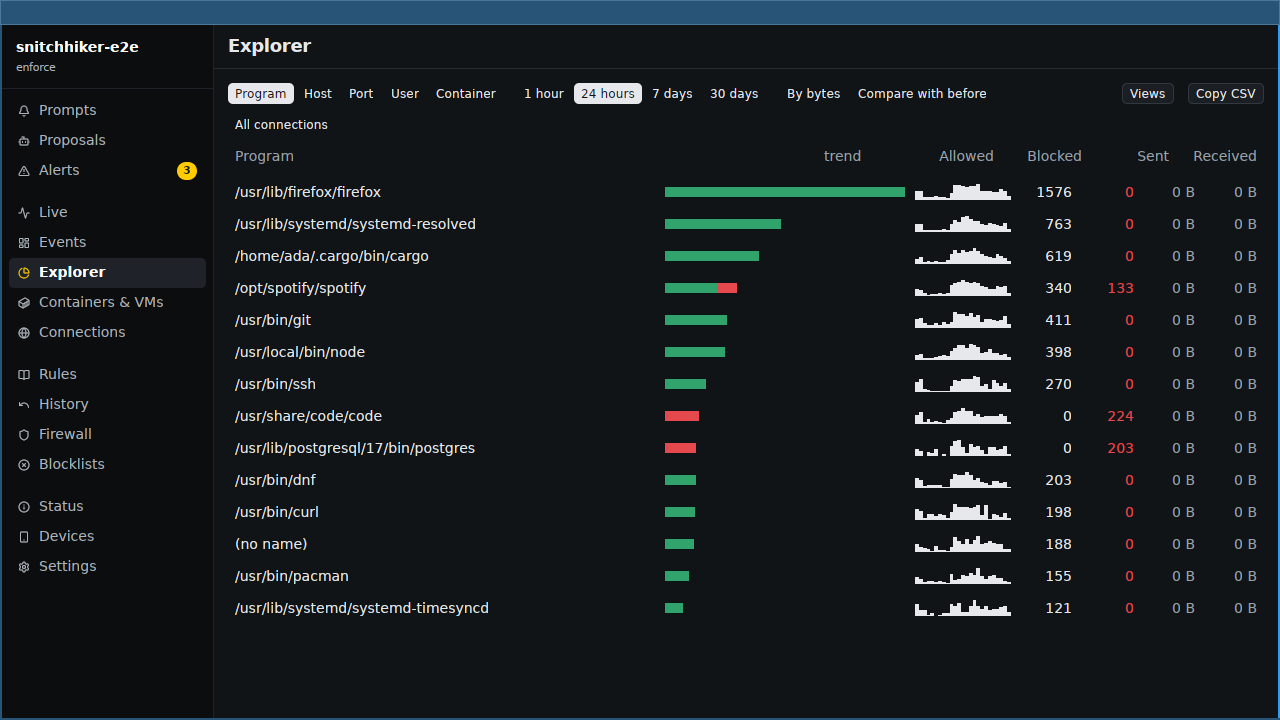 snitchhiker-e2e
enforce
Prompts
Proposals
Alerts 3
Live
Events
Explorer
Containers & VMs
Connections
Rules
History
Firewall
Blocklists
Status
Devices
Settings
Explorer
Program Host Port User Container 1 hour 24 hours 7 days 30 days By bytes Compare with before Views Copy CSV
All connections
Program trend Allowed Blocked Sent Received
/usr/lib/firefox/firefox 1576 0 0 B 0 B
/usr/lib/systemd/systemd-resolved 763 0 0 B 0 B
/home/ada/.cargo/bin/cargo 619 0 0 B 0 B
/opt/spotify/spotify 340 133 0 B 0 B
/usr/bin/git 411 0 0 B 0 B
/usr/local/bin/node 398 0 0 B 0 B
/usr/bin/ssh 270 0 0 B 0 B
/usr/share/code/code 0 224 0 B 0 B
/usr/lib/postgresql/17/bin/postgres 0 203 0 B 0 B
/usr/bin/dnf 203 0 0 B 0 B
/usr/bin/curl 198 0 0 B 0 B
(no name) 188 0 0 B 0 B
/usr/bin/pacman 155 0 0 B 0 B
/usr/lib/systemd/systemd-timesyncd 121 0 0 B 0 B